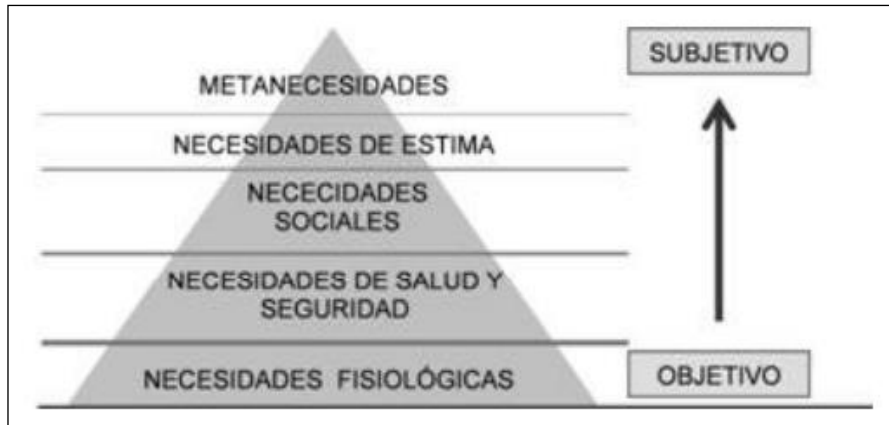 SUBJETIVO
METANECESIDADES
NECESIDADES DE ESTIMA
NECECIDADES
SOCIALES
NECESIDADES DE SALUD Y
SEGURIDAD
NECESIDADES FISIOLÓGICAS
OBJETIVO